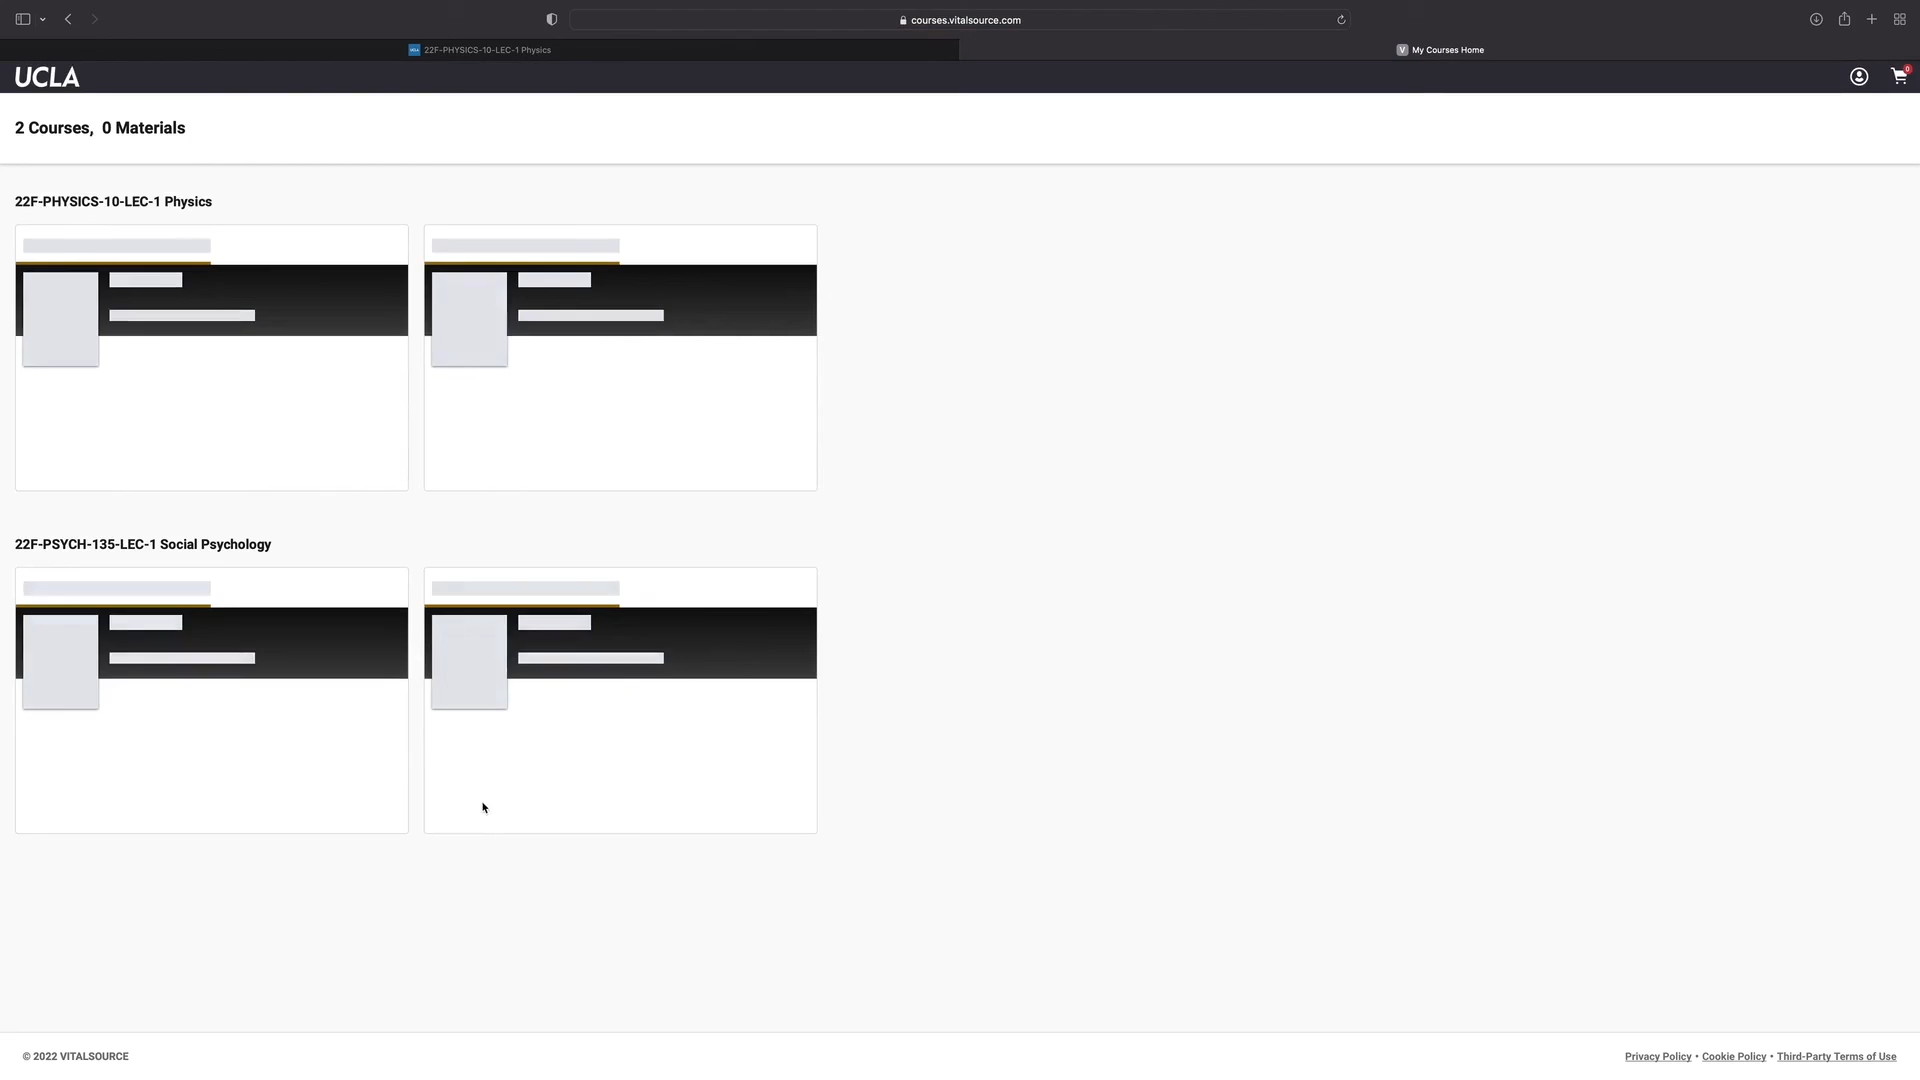 courses.vitalsource.com
UCLA 22F-PHYSICS-10-LEC-1 Physics
V My Courses Home
UCLA
0
2 Courses, 0 Materials
22F-PHYSICS-10-LEC-1 Physics
22F-PSYCH-135-LEC-1 Social Psychology
© 2022 VITALSOURCE
Privacy Policy • Cookie Policy • Third-Party Terms of Use